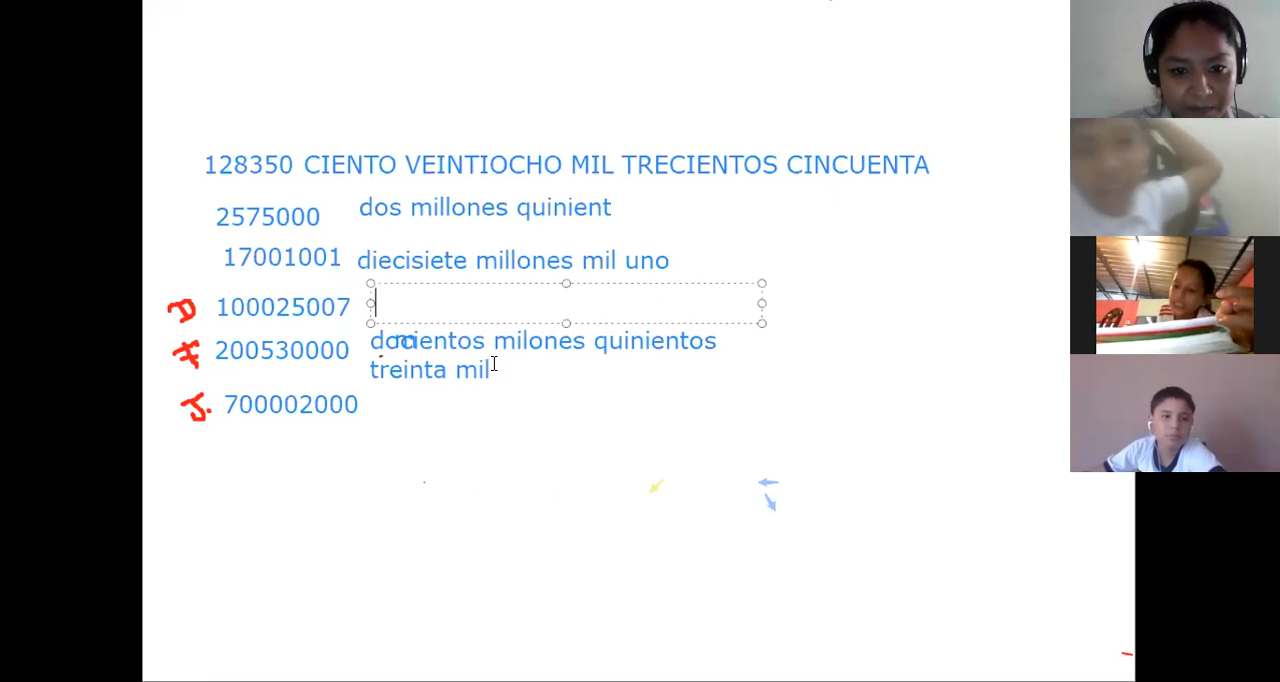 128350 CIENTO VEINTIOCHO MIL TRECIENTOS CINCUENTA
2575000 dos millones quinient
17001001 diecisiete millones mil uno
D 100025007
F 200530000 docientos milones quinientos
treinta mil
J. 700002000